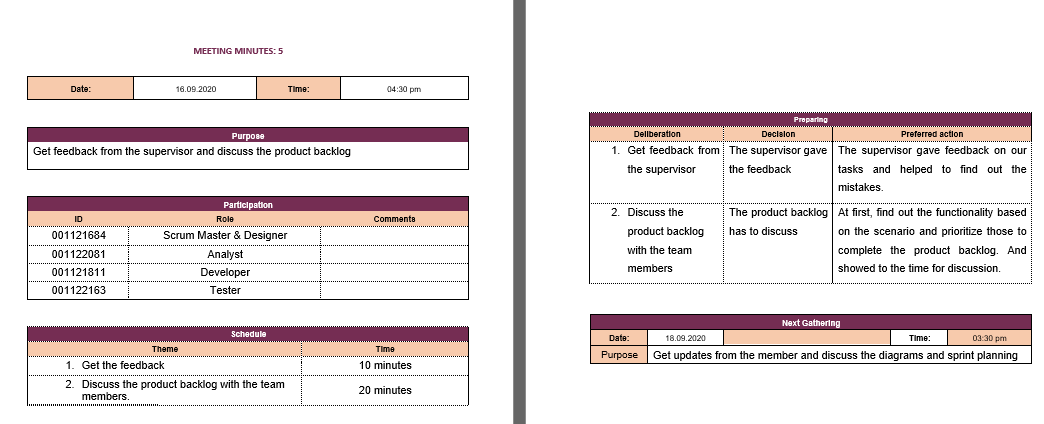 MEETING MINUTES: 5
Date: 16.09.2020 Time: 04:30 pm
Purpose
Get feedback from the supervisor and discuss the product backlog
Participation
ID Role Comments
001121684 Scrum Master & Designer
001122081 Analyst
001121811 Developer
001122163 Tester
Schedule
Theme Time
1. Get the feedback 10 minutes
2. Discuss the product backlog with the team
members.
20 minutes
Preparing
Deliberation Decision Preferred action
1. Get feedback from
the supervisor
The supervisor gave
the feedback
The supervisor gave feedback on our
tasks and helped to find out the
mistakes.
2. Discuss the
product backlog
with the team
members
The product backlog
has to discuss
At first, find out the functionality based
on the scenario and prioritize those to
complete the product backlog. And
showed to the time for discussion.
Next Gathering
Date: 18.09.2020 Time: 03:30 pm
Purpose Get updates from the member and discuss the diagrams and sprint planning